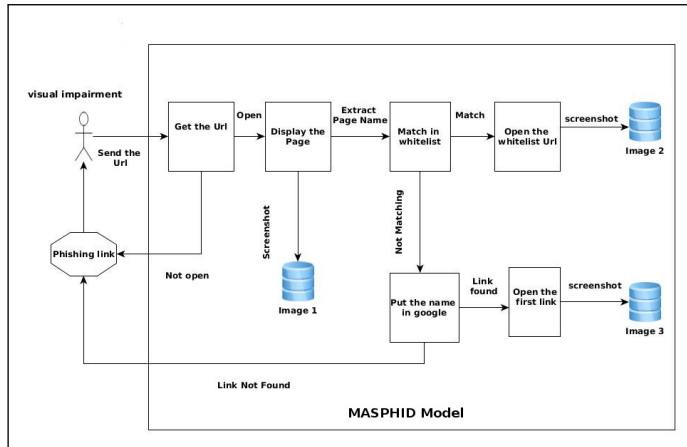 visual impairment
Send the
Url
Get the Url
Open
Display the
Page
Extract
Page Name
Match in
whitelist
Match
Open the
whitelist Url
screenshot
Image 2
Phishing link
Not open
Screenshot
Image 1
Not Matching
Put the name
in google
Link
found
Open the
first link
screenshot
Image 3
Link Not Found
MASPHID Model